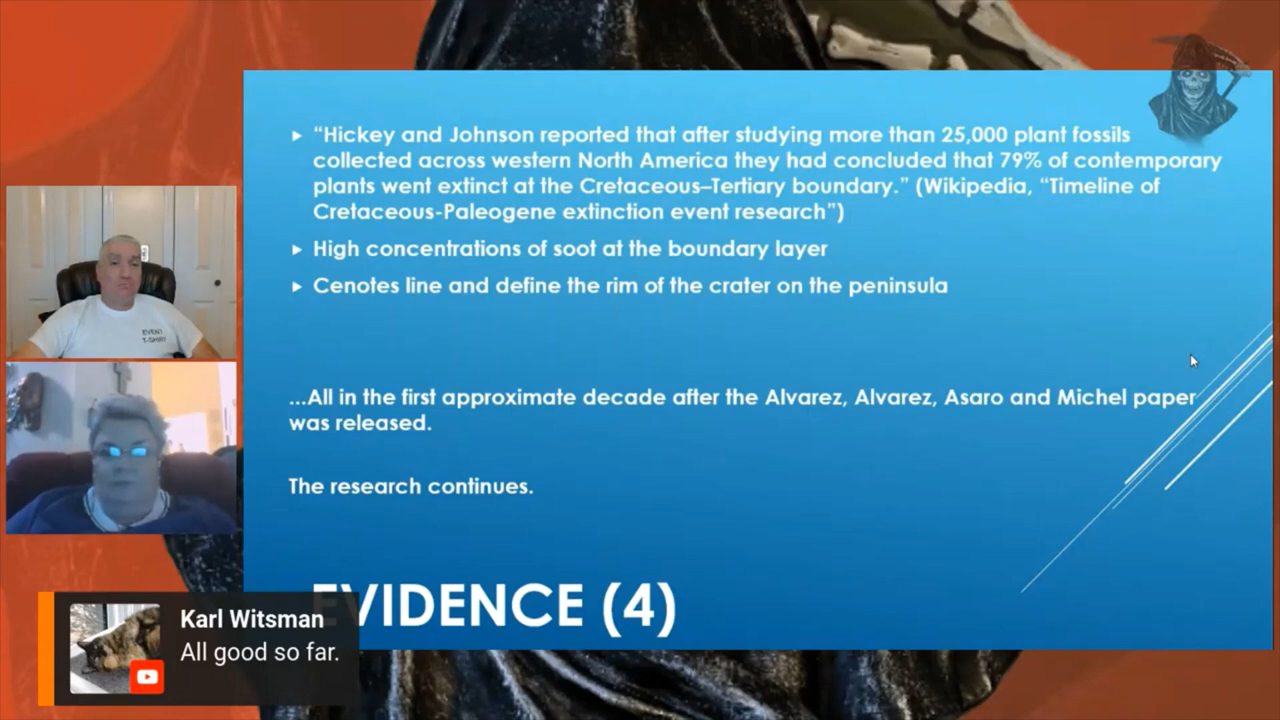 “Hickey and Johnson reported that after studying more than 25,000 plant fossils
collected across western North America they had concluded that 79% of contemporary
plants went extinct at the Cretaceous–Tertiary boundary.” (Wikipedia, “Timeline of
Cretaceous-Paleogene extinction event research”)
High concentrations of soot at the boundary layer
Cenotes line and define the rim of the crater on the peninsula
...All in the first approximate decade after the Alvarez, Alvarez, Asaro and Michel paper
was released.
The research continues.
EVIDENCE (4)
EVENT
T-SHIRT
Karl Witsman
All good so far.